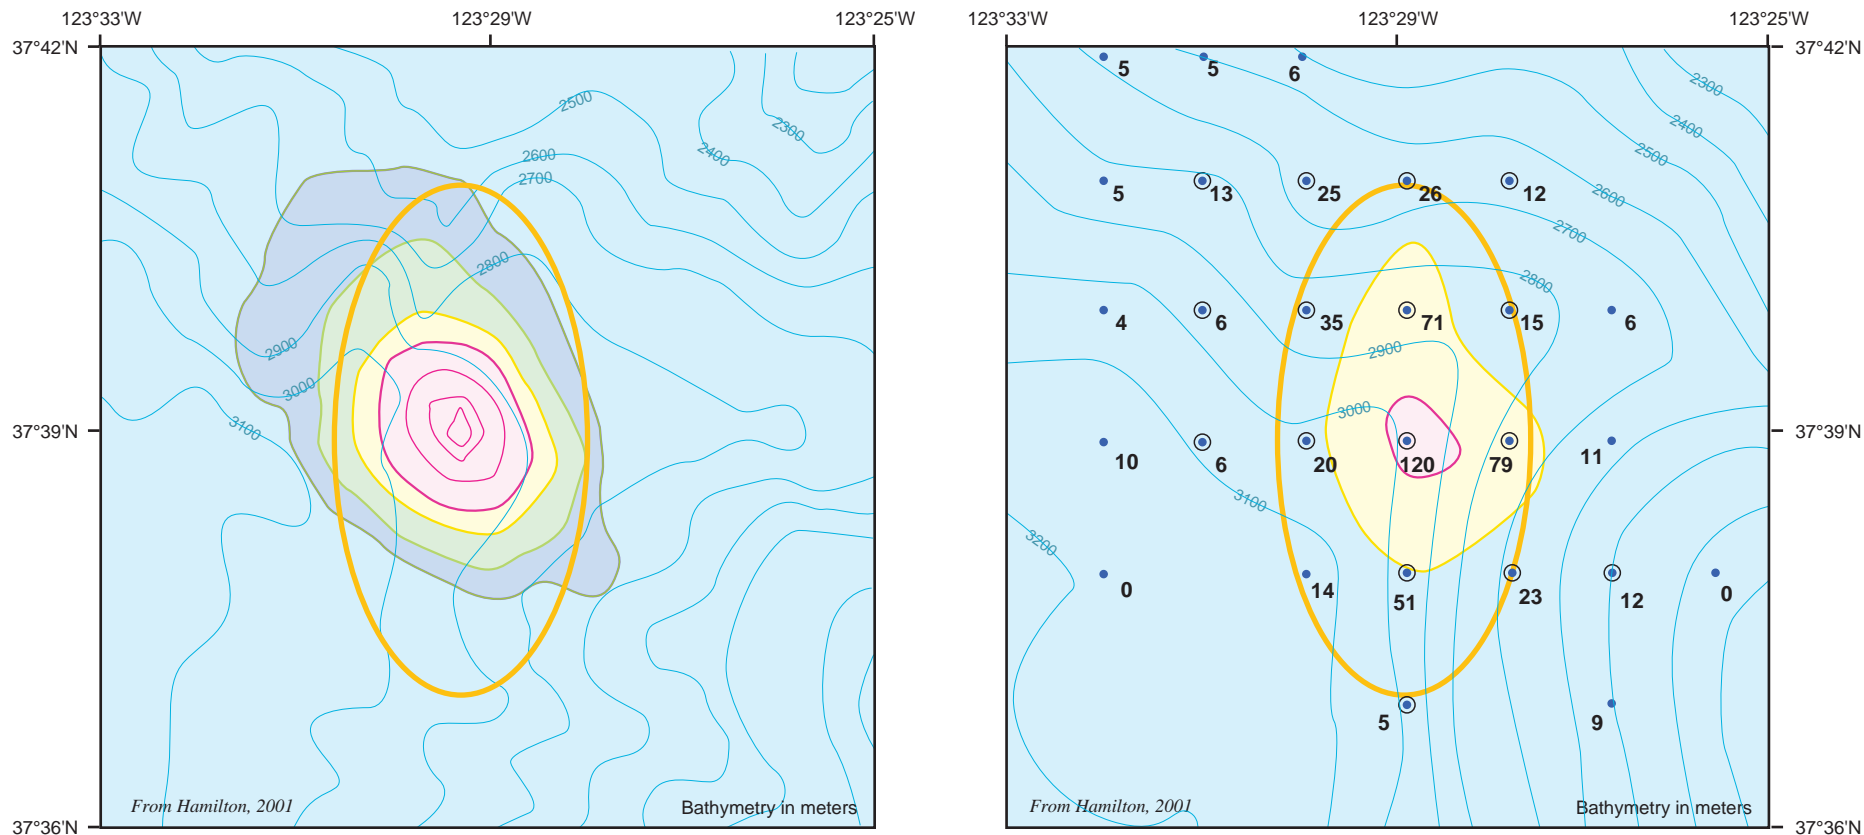 123°33'W 123°29'W 123°25'W 123°33'W 123°29'W 123°25'W
37°42'N 37°42'N
37°39'N 37°39'N
37°36'N 37°36'N
2500
2300
2400
2600
2700
2800
2900
3000
3100
From Hamilton, 2001 Bathymetry in meters
5 5 6
2300
2400
2500
2600
2700
5 13 25 26 12
2800
4 6 35 71 15 6
2900
3000
10 6 20 120 79 11
3100
3200
0 14 51 23 12 0
5 9
From Hamilton, 2001 Bathymetry in meters